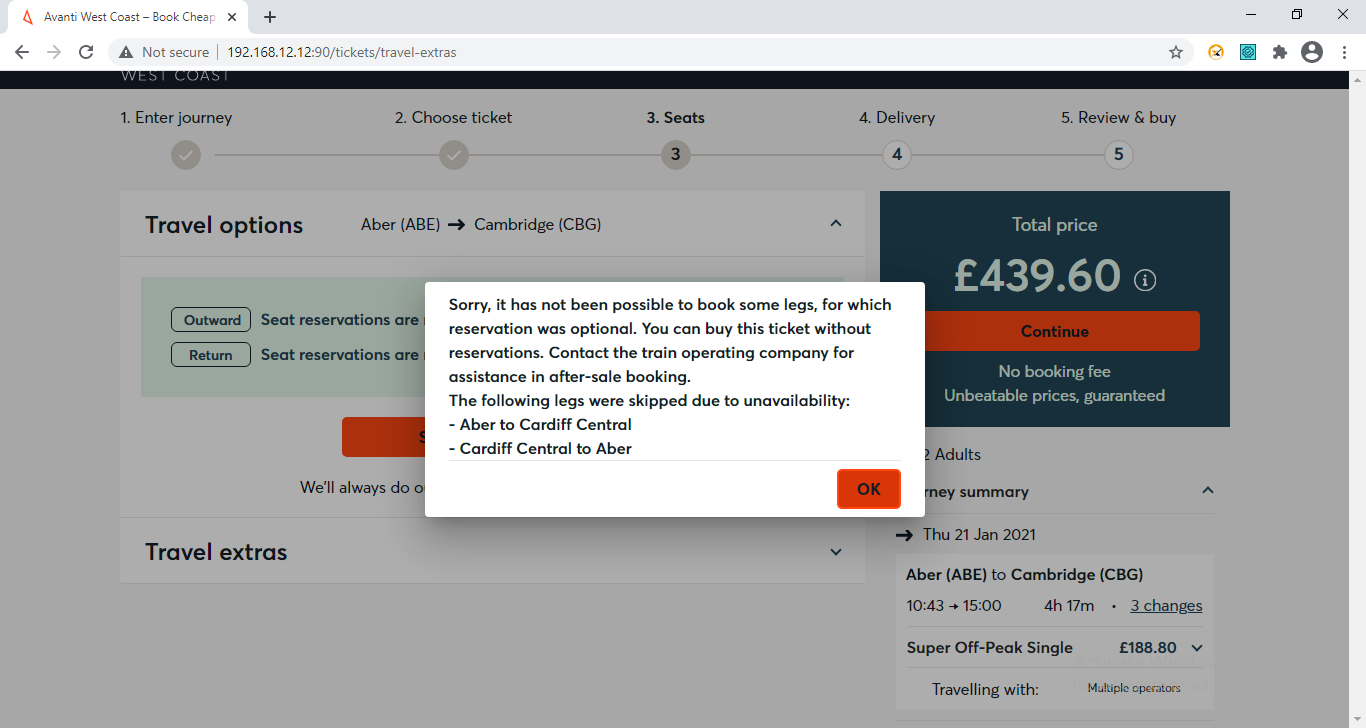 Avanti West Coast – Book Cheap
Not secure
192.168.12.12:90/tickets/travel-extras
WEST COAST
1. Enter journey
2. Choose ticket
3. Seats
4. Delivery
5. Review & buy
3
4
5
Travel options
Aber (ABE) → Cambridge (CBG)
Total price
£439.60
Continue
No booking fee
Unbeatable prices, guaranteed
Outward
Seat reservations are
Return
Seat reservations are
Sorry, it has not been possible to book some legs, for which
reservation was optional. You can buy this ticket without
reservations. Contact the train operating company for
assistance in after-sale booking.
The following legs were skipped due to unavailability:
- Aber to Cardiff Central
- Cardiff Central to Aber
OK
We'll always do
Travel extras
2 Adults
summary
→ Thu 21 Jan 2021
Aber (ABE) to Cambridge (CBG)
10:43 → 15:00
4h 17m • 3 changes
Super Off-Peak Single
£188.80
Travelling with:
Multiple operators